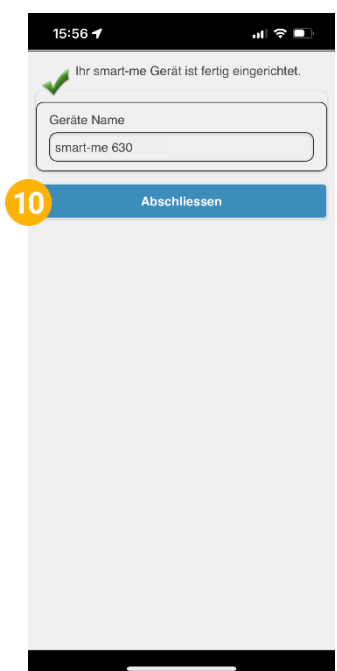 15:56
Ihr smart-me Gerät ist fertig eingerichtet.
Geräte Name
smart-me 630
10
Abschliessen